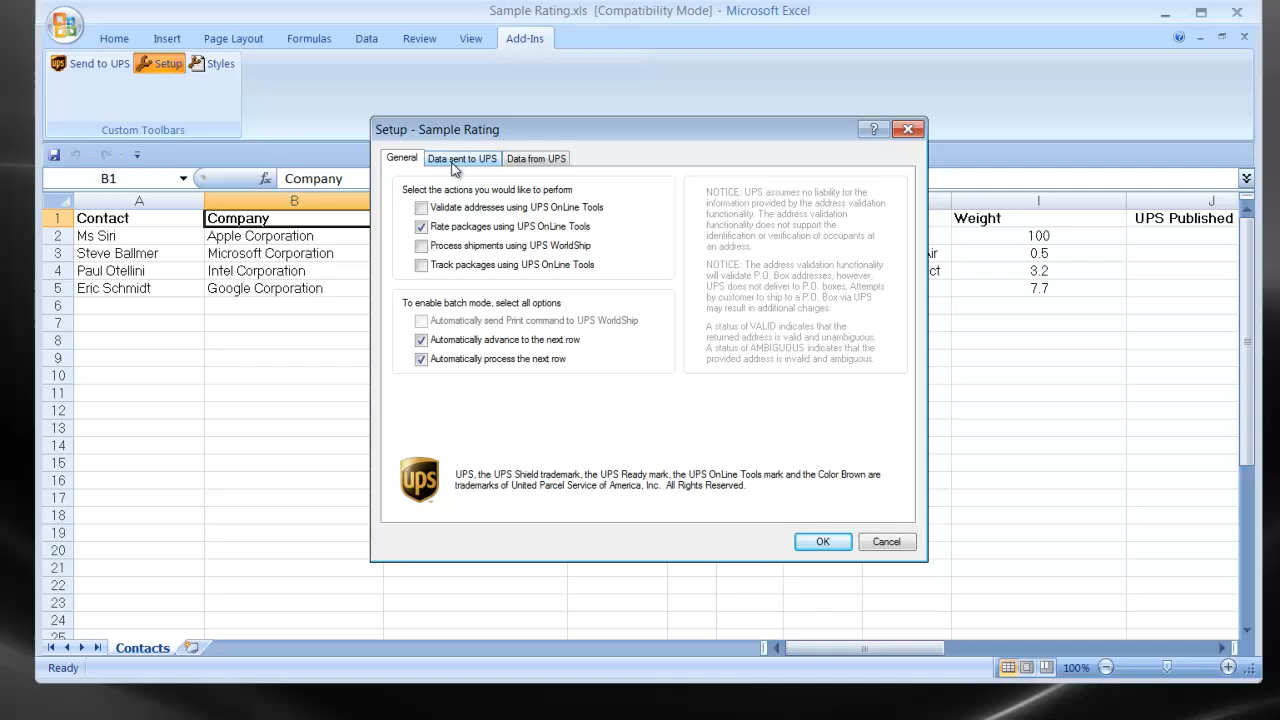 Sample Rating.xls  [Compatibility Mode] - Microsoft Excel
Home Insert Page Layout Formulas Data Review View Add-Ins
Send to UPS Setup Styles
Custom Toolbars
B1 fx Company
A B I J
1 Contact Company Weight UPS Published
2 Ms Siri Apple Corporation 100
3 Steve Ballmer Microsoft Corporation Air 0.5
4 Paul Otellini Intel Corporation ct 3.2
5 Eric Schmidt Google Corporation 7.7
6
7
8
9
10
11
12
13
14
15
16
17
18
19
20
21
22
23
24
25
Setup - Sample Rating
General Data sent to UPS Data from UPS
Select the actions you would like to perform
Validate addresses using UPS OnLine Tools
Rate packages using UPS OnLine Tools
Process shipments using UPS WorldShip
Track packages using UPS OnLine Tools
To enable batch mode, select all options
Automatically send Print command to UPS WorldShip
Automatically advance to the next row
Automatically process the next row
NOTICE: UPS assumes no liability for the
information provided by the address validation
functionality. The address validation
functionality does not support the
identification or verification of occupants at
an address.
NOTICE: The address validation functionality
will validate P.O. Box addresses; however,
UPS does not deliver to P.O. boxes. Attempts
by customer to ship to a P.O. Box via UPS
may result in additional charges.
A status of VALID indicates that the
returned address is valid and unambiguous.
A status of AMBIGUOUS indicates that the
provided address is invalid and ambiguous.
ups
UPS, the UPS Shield trademark, the UPS Ready mark, the UPS OnLine Tools mark and the Color Brown are
trademarks of United Parcel Service of America, Inc.  All Rights Reserved.
OK Cancel
Contacts
Ready 100%